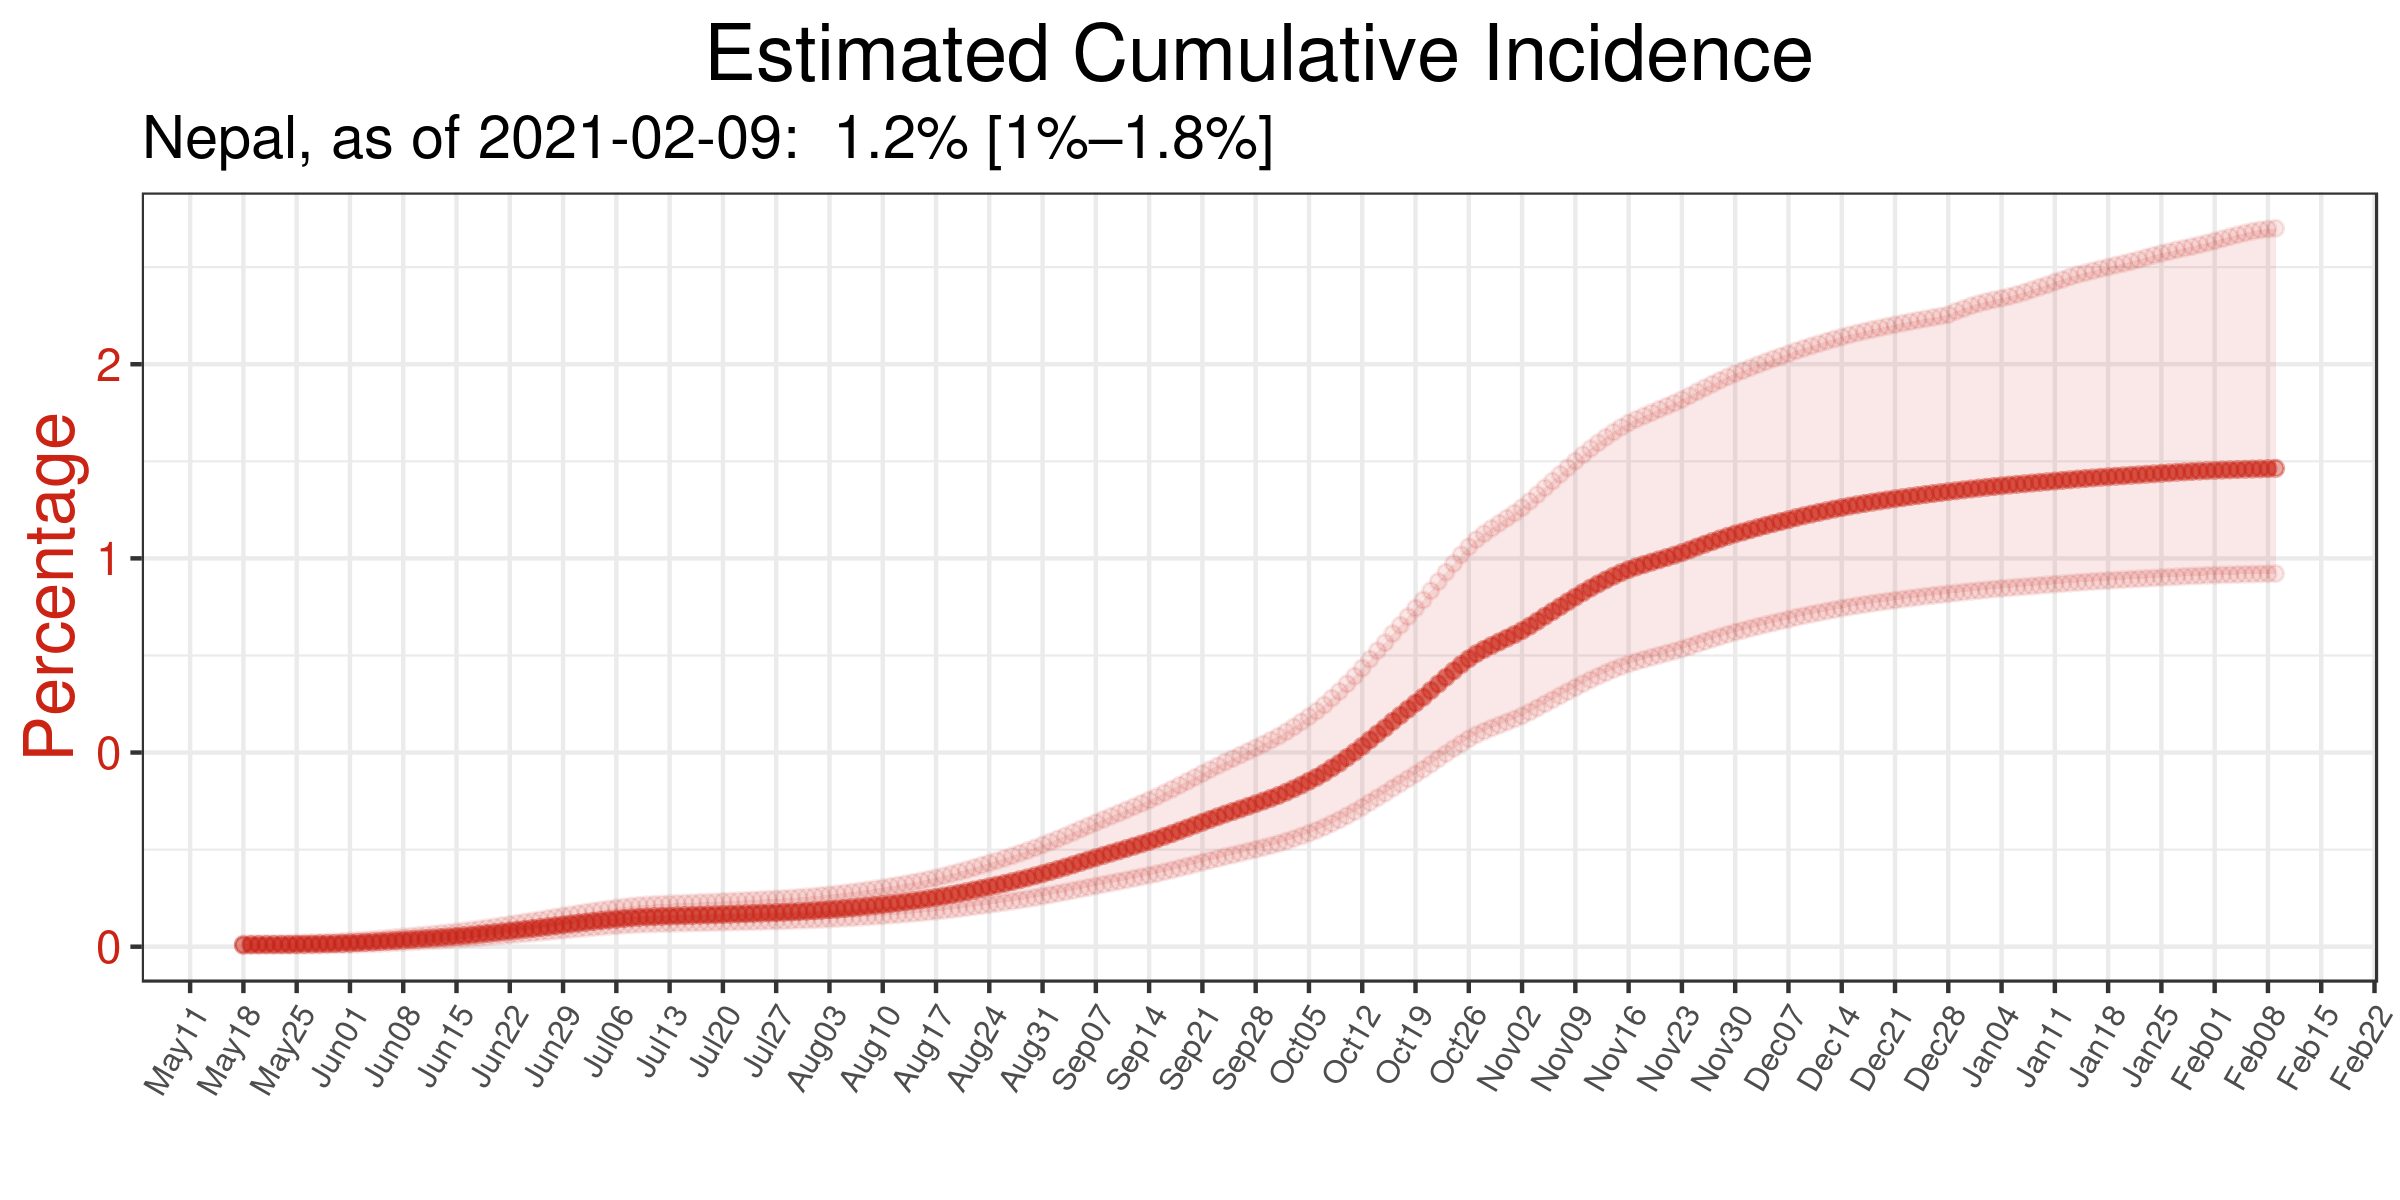 Estimated Cumulative Incidence
Nepal, as of 2021-02-09:  1.2% [1%–1.8%]
Percentage
2
1
0
0
May11
May18
May25
Jun01
Jun08
Jun15
Jun22
Jun29
Jul06
Jul13
Jul20
Jul27
Aug03
Aug10
Aug17
Aug24
Aug31
Sep07
Sep14
Sep21
Sep28
Oct05
Oct12
Oct19
Oct26
Nov02
Nov09
Nov16
Nov23
Nov30
Dec07
Dec14
Dec21
Dec28
Jan04
Jan11
Jan18
Jan25
Feb01
Feb08
Feb15
Feb22